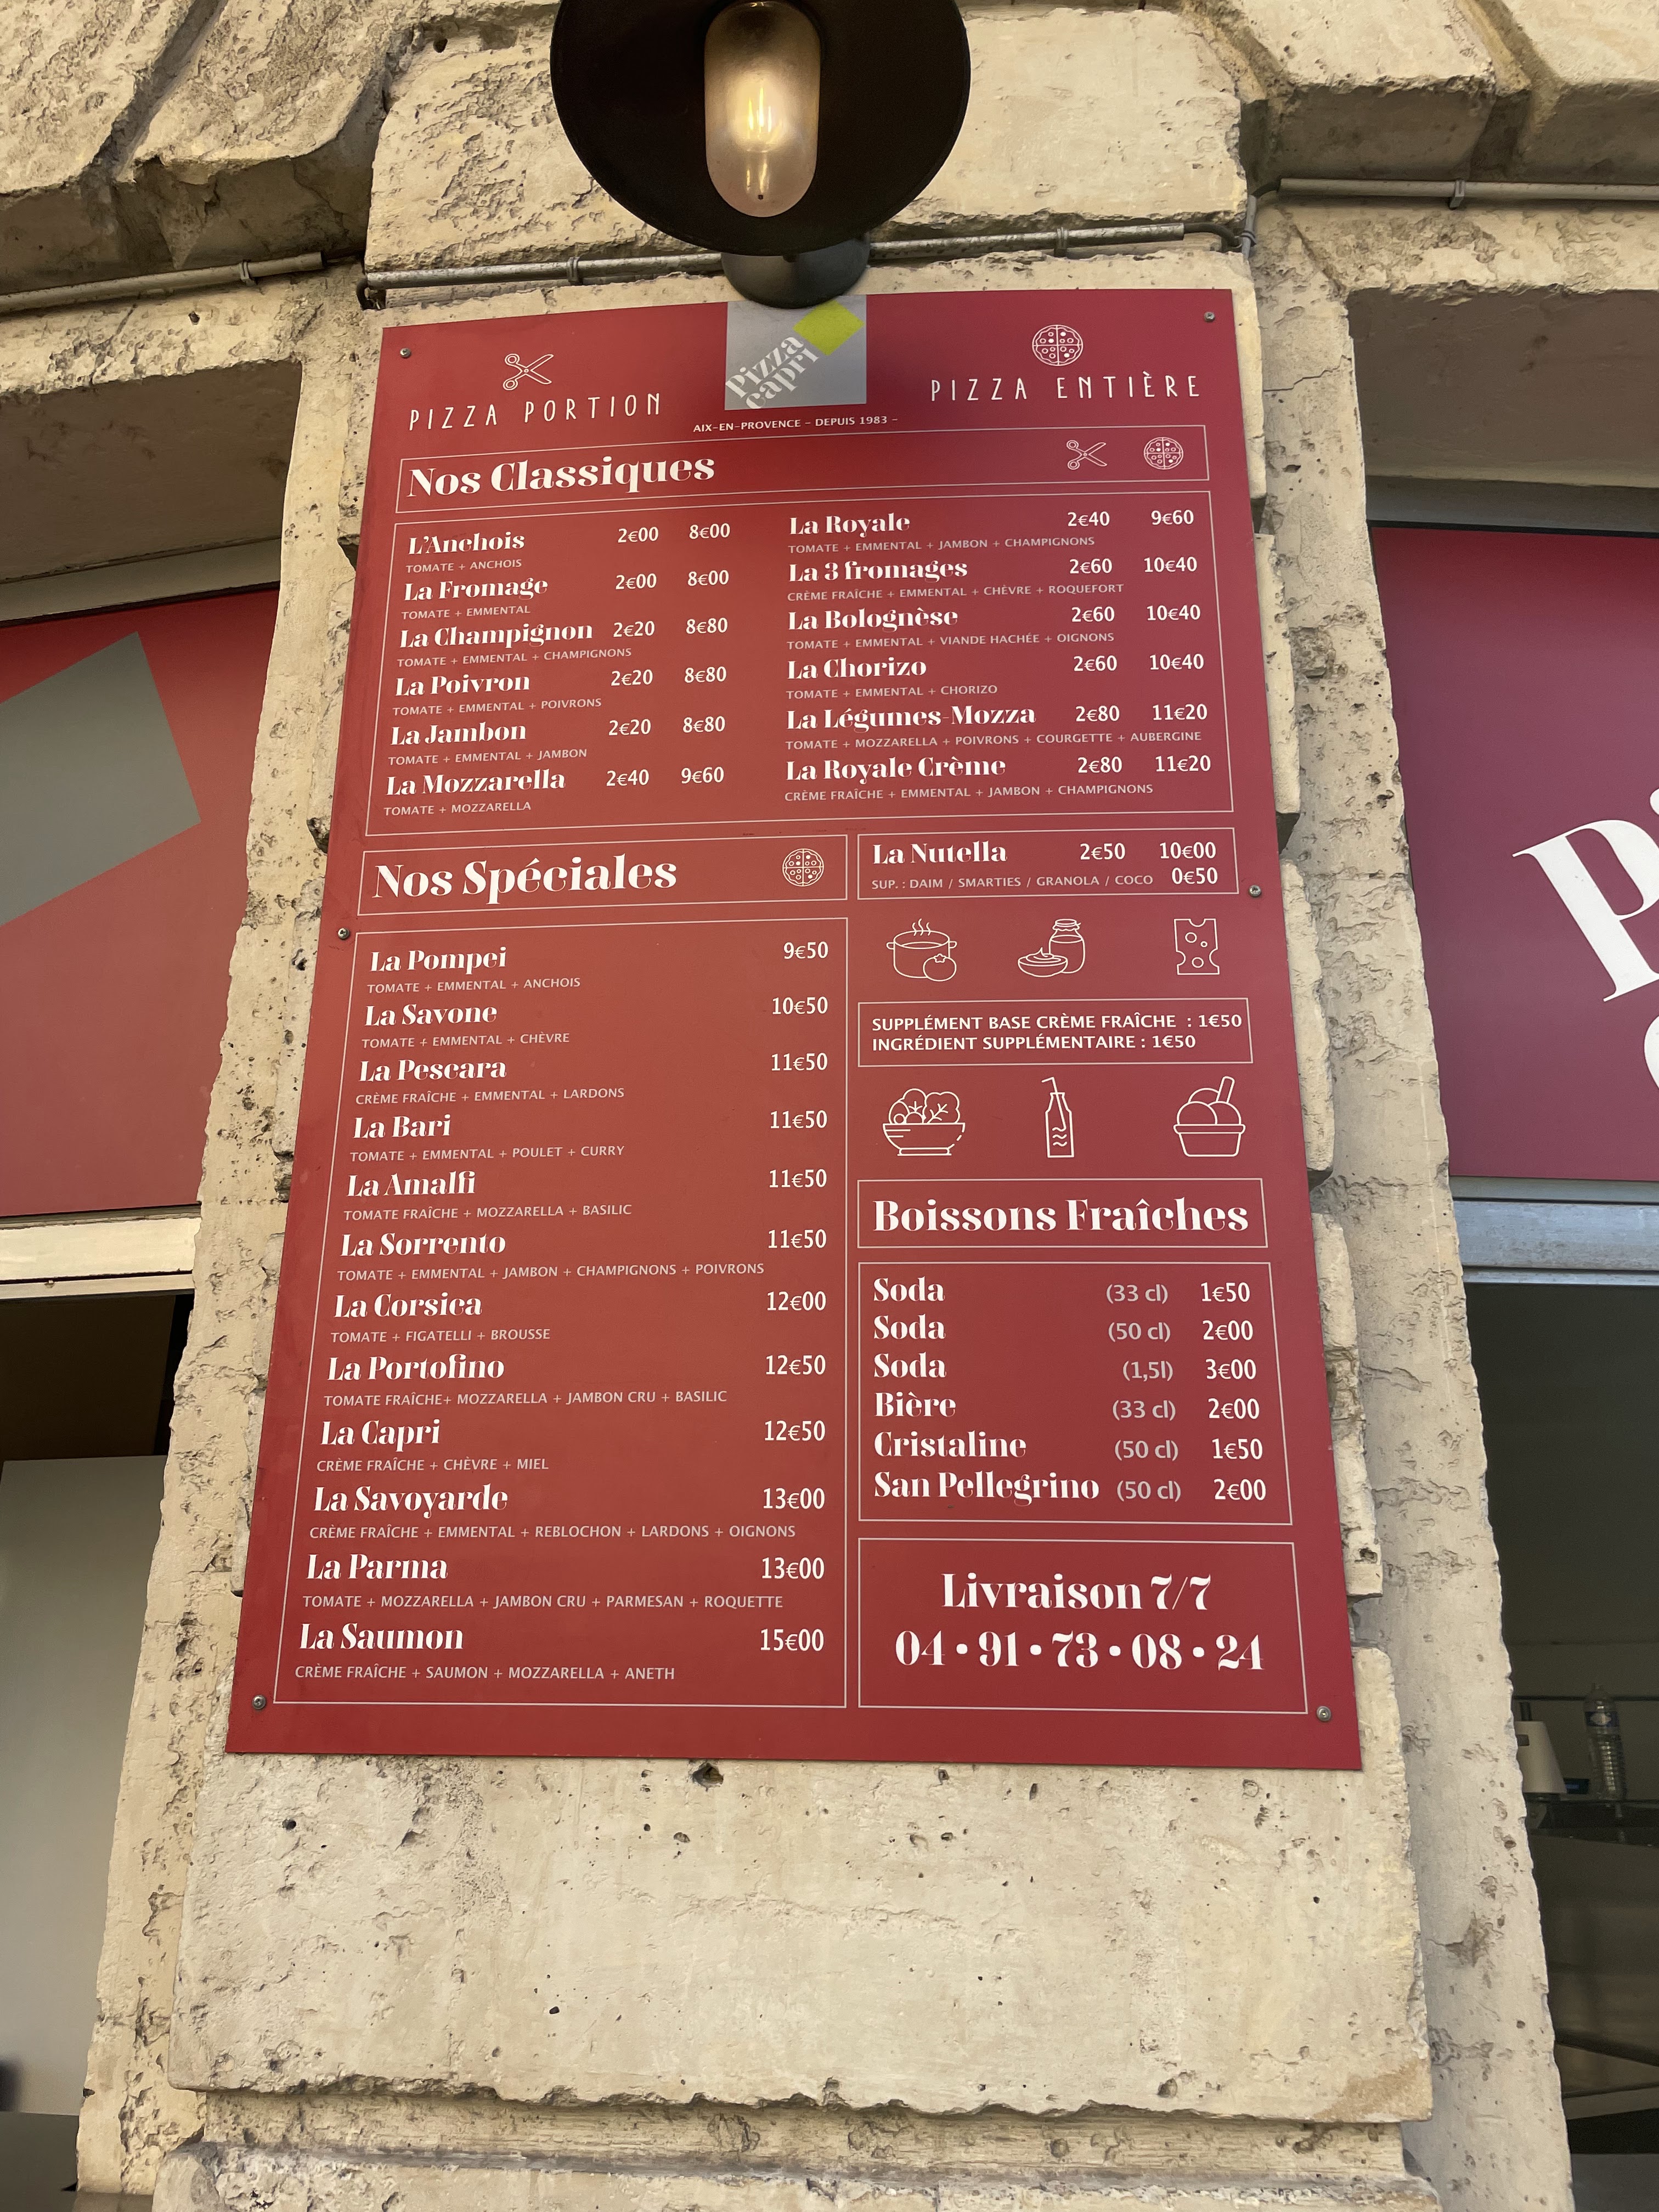 Pizza
capri
PIZZA PORTION
PIZZA ENTIÈRE
AIX-EN-PROVENCE - DEPUIS 1983 -
Nos Classiques
L'Anchois 2€00 8€00
TOMATE + ANCHOIS
La Fromage 2€00 8€00
TOMATE + EMMENTAL
La Champignon 2€20 8€80
TOMATE + EMMENTAL + CHAMPIGNONS
La Poivron 2€20 8€80
TOMATE + EMMENTAL + POIVRONS
La Jambon 2€20 8€80
TOMATE + EMMENTAL + JAMBON
La Mozzarella 2€40 9€60
TOMATE + MOZZARELLA
La Royale 2€40 9€60
TOMATE + EMMENTAL + JAMBON + CHAMPIGNONS
La 3 fromages 2€60 10€40
CRÈME FRAÎCHE + EMMENTAL + CHÈVRE + ROQUEFORT
La Bolognèse 2€60 10€40
TOMATE + EMMENTAL + VIANDE HACHÉE + OIGNONS
La Chorizo 2€60 10€40
TOMATE + EMMENTAL + CHORIZO
La Légumes-Mozza 2€80 11€20
TOMATE + MOZZARELLA + POIVRONS + COURGETTE + AUBERGINE
La Royale Crème 2€80 11€20
CRÈME FRAÎCHE + EMMENTAL + JAMBON + CHAMPIGNONS
Nos Spéciales
La Pompei 9€50
TOMATE + EMMENTAL + ANCHOIS
La Savone 10€50
TOMATE + EMMENTAL + CHÈVRE
La Pescara 11€50
CRÈME FRAÎCHE + EMMENTAL + LARDONS
La Bari 11€50
TOMATE + EMMENTAL + POULET + CURRY
La Amalfi 11€50
TOMATE FRAÎCHE + MOZZARELLA + BASILIC
La Sorrento 11€50
TOMATE + EMMENTAL + JAMBON + CHAMPIGNONS + POIVRONS
La Corsica 12€00
TOMATE + FIGATELLI + BROUSSE
La Portofino 12€50
TOMATE FRAÎCHE+ MOZZARELLA + JAMBON CRU + BASILIC
La Capri 12€50
CRÈME FRAÎCHE + CHÈVRE + MIEL
La Savoyarde 13€00
CRÈME FRAÎCHE + EMMENTAL + REBLOCHON + LARDONS + OIGNONS
La Parma 13€00
TOMATE + MOZZARELLA + JAMBON CRU + PARMESAN + ROQUETTE
La Saumon 15€00
CRÈME FRAÎCHE + SAUMON + MOZZARELLA + ANETH
La Nutella 2€50 10€00
SUP. : DAIM / SMARTIES / GRANOLA / COCO 0€50
SUPPLÉMENT BASE CRÈME FRAÎCHE : 1€50
INGRÉDIENT SUPPLÉMENTAIRE : 1€50
Boissons Fraîches
Soda (33 cl) 1€50
Soda (50 cl) 2€00
Soda (1,5l) 3€00
Bière (33 cl) 2€00
Cristaline (50 cl) 1€50
San Pellegrino (50 cl) 2€00
Livraison 7/7
04 • 91 • 73 • 08 • 24